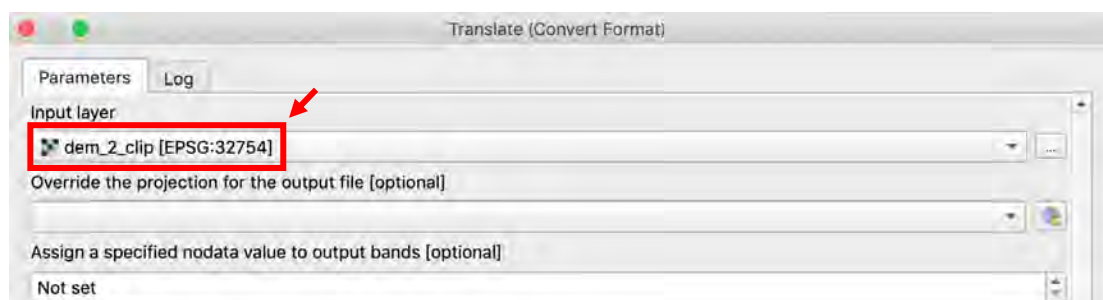 Translate (Convert Format)
Parameters Log
Input layer
dem_2_clip [EPSG:32754]
...
Override the projection for the output file [optional]
Assign a specified nodata value to output bands [optional]
Not set